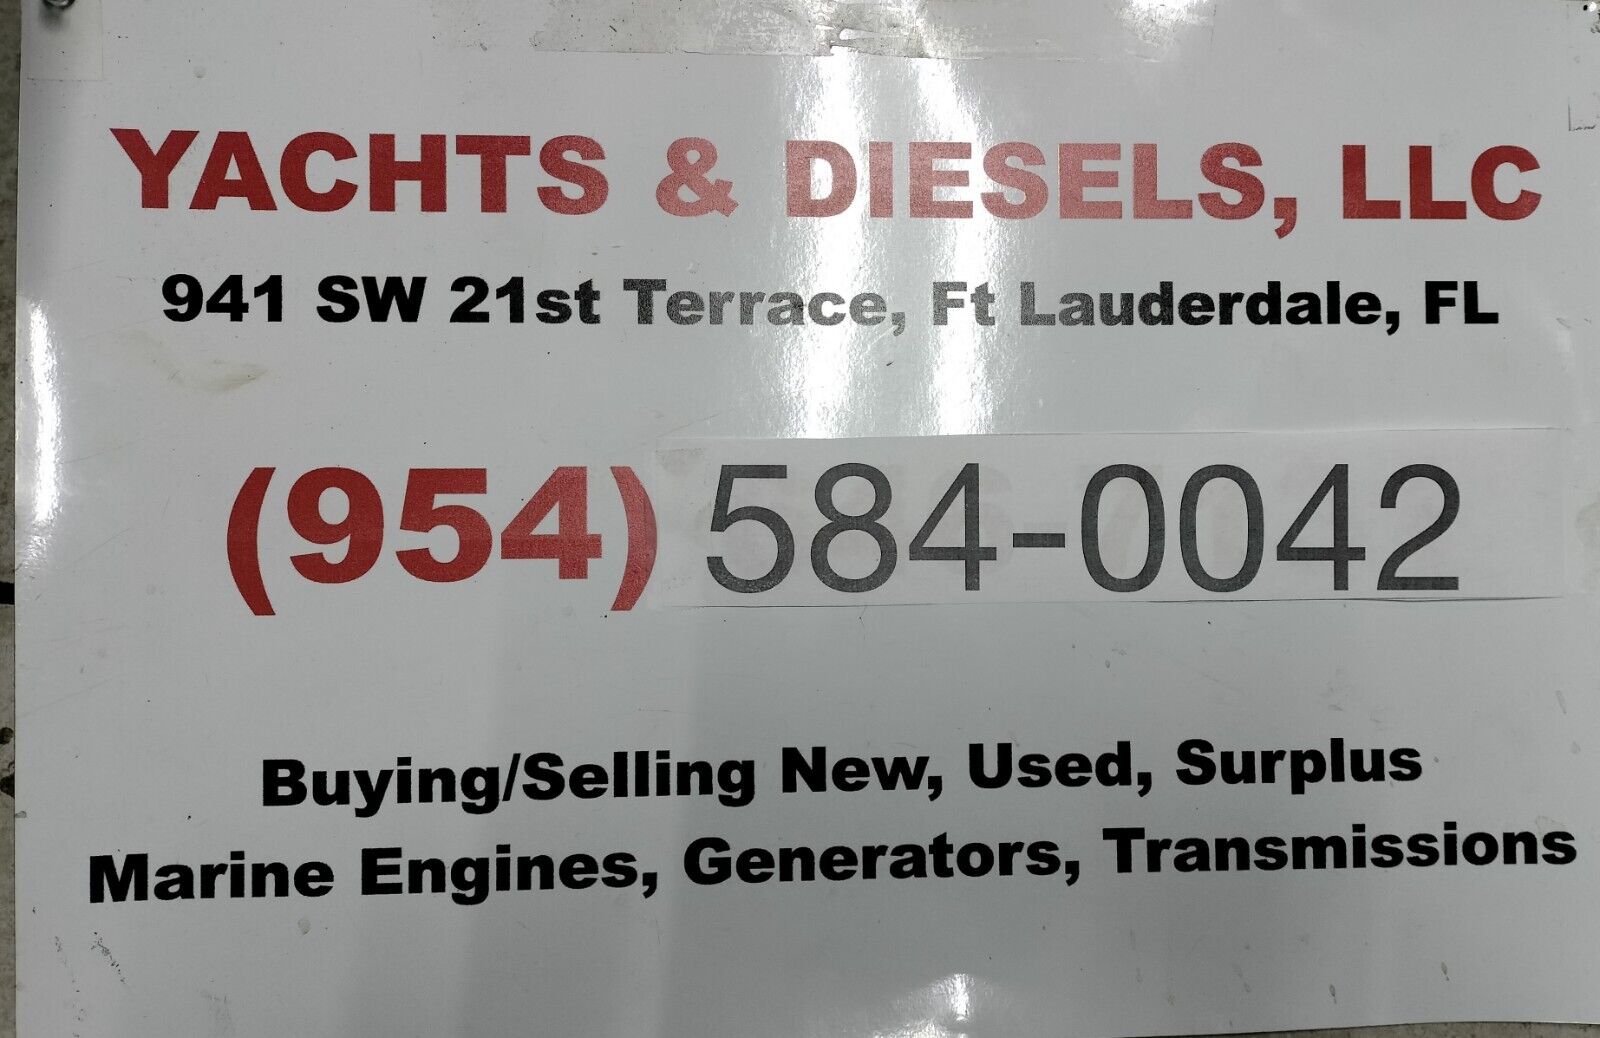 YACHTS & DIESELS, LLC
941 SW 21st Terrace, Ft Lauderdale, FL
(954) 584-0042
Buying/Selling New, Used, Surplus
Marine Engines, Generators, Transmissions